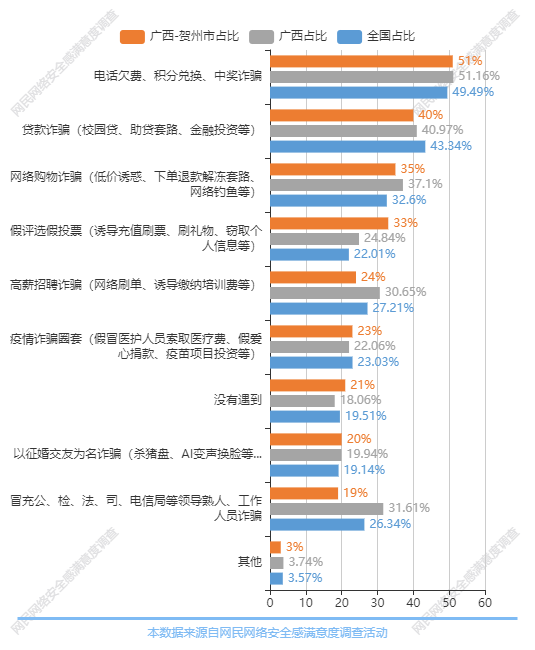 广西-贺州市占比 广西占比 全国占比
电话欠费、积分兑换、中奖诈骗
51%
51.16%
49.49%
贷款诈骗（校园贷、助贷套路、金融投资等）
40%
40.97%
43.34%
网络购物诈骗（低价诱惑、下单退款解冻套路、
网络钓鱼等）
35%
37.1%
32.6%
假评选假投票（诱导充值刷票、刷礼物、窃取个
人信息等）
33%
24.84%
22.01%
高薪招聘诈骗（网络刷单、诱导缴纳培训费等）
24%
30.65%
27.21%
疫情诈骗圈套（假冒医护人员索取医疗费、假爱
心捐款、疫苗项目投资等）
23%
22.06%
23.03%
没有遇到
21%
18.06%
19.51%
以征婚交友为名诈骗（杀猪盘、AI变声换脸等...
20%
19.94%
19.14%
冒充公、检、法、司、电信局等领导熟人、工作
人员诈骗
19%
31.61%
26.34%
其他
3%
3.74%
3.57%
0 10 20 30 40 50 60
本数据来源自网民网络安全感满意度调查活动
网民网络安全感满意度调查
网民网络安全感满意度调查
网民网络安全感满意度调查
网民网络安全感满意度调查